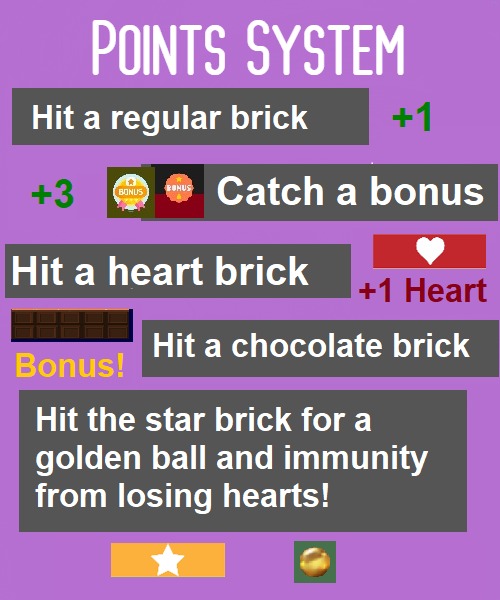 Points System
Hit a regular brick +1
+3 BONUS BONUS Catch a bonus
Hit a heart brick
+1 Heart
Hit a chocolate brick
Bonus!
Hit the star brick for a
golden ball and immunity
from losing hearts!